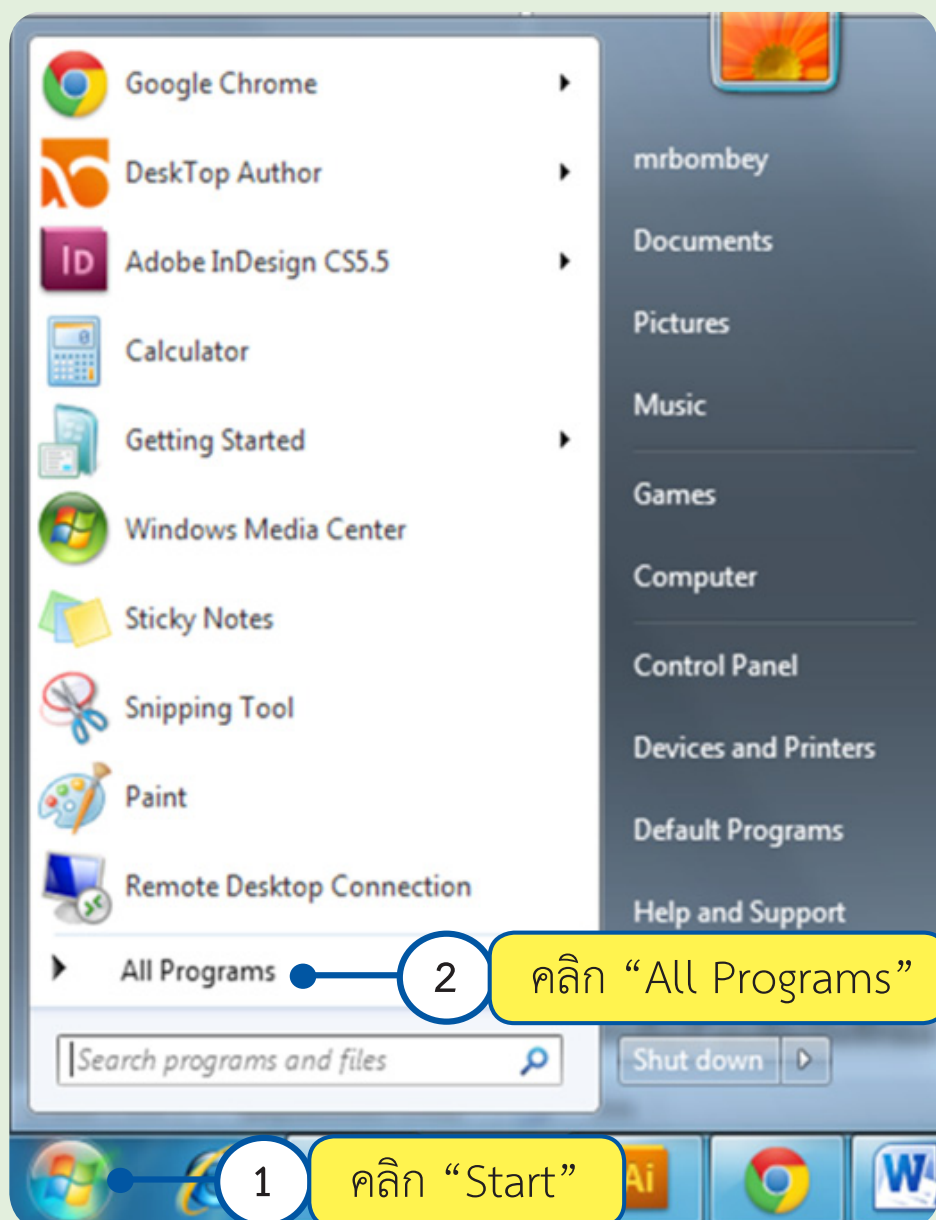 Google Chrome
DeskTop Author
Adobe InDesign CS5.5
Calculator
Getting Started
Windows Media Center
Sticky Notes
Snipping Tool
Paint
Remote Desktop Connection
All Programs
2
คลิก “All Programs”
Search programs and files
mrbombey
Documents
Pictures
Music
Games
Computer
Control Panel
Devices and Printers
Default Programs
Help and Support
Shut down
1
คลิก “Start”
ID
Ai
W